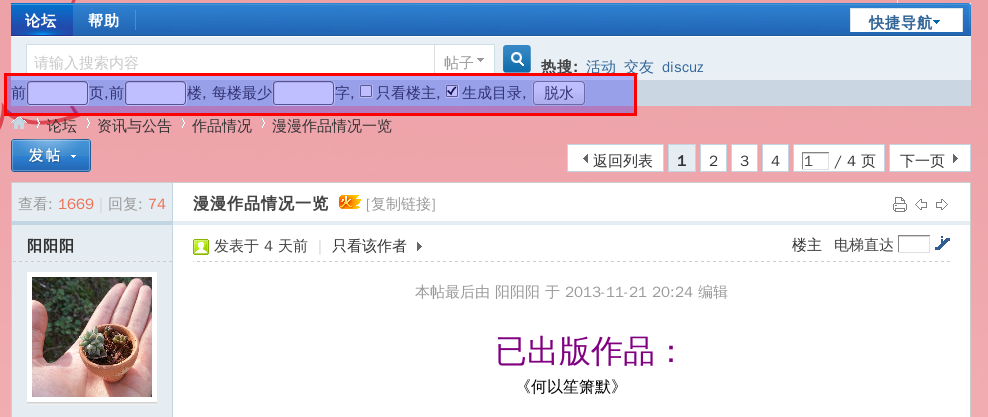 论坛 帮助 快捷导航
请输入搜索内容 帖子 热搜: 活动 交友 discuz
前 页,前 楼, 每楼最少 字, 只看楼主, 生成目录, 脱水
论坛 资讯与公告 作品情况 漫漫作品情况一览
发帖 返回列表 1 2 3 4 1 / 4 页 下一页
查看: 1669 | 回复: 74 漫漫作品情况一览 火 [复制链接]
阳阳阳 发表于 4 天前 | 只看该作者 楼主 电梯直达
本帖最后由 阳阳阳 于 2013-11-21 20:24 编辑
已出版作品：
《何以笙箫默》